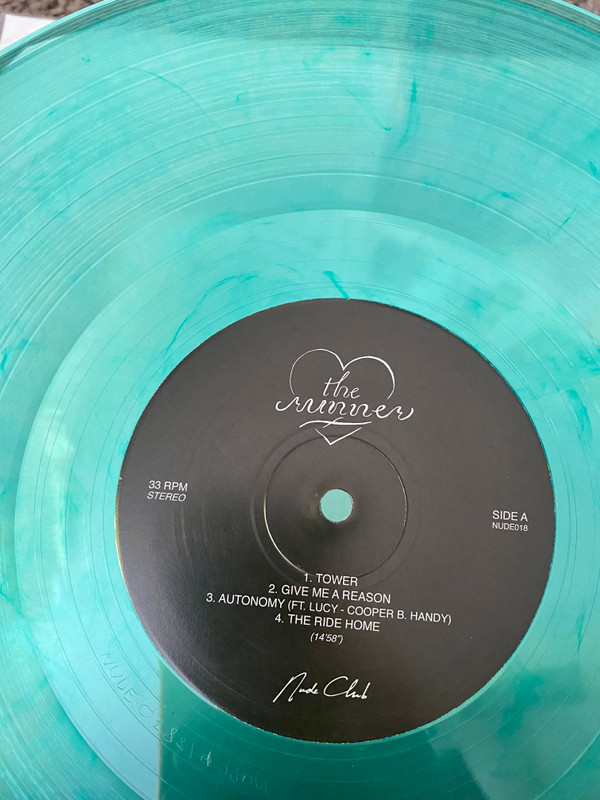 the
runner
33 RPM
STEREO
SIDE A
NUDE018
1. TOWER
2. GIVE ME A REASON
3. AUTONOMY (FT. LUCY - COOPER B. HANDY)
4. THE RIDE HOME
(14'58")
Nude Club